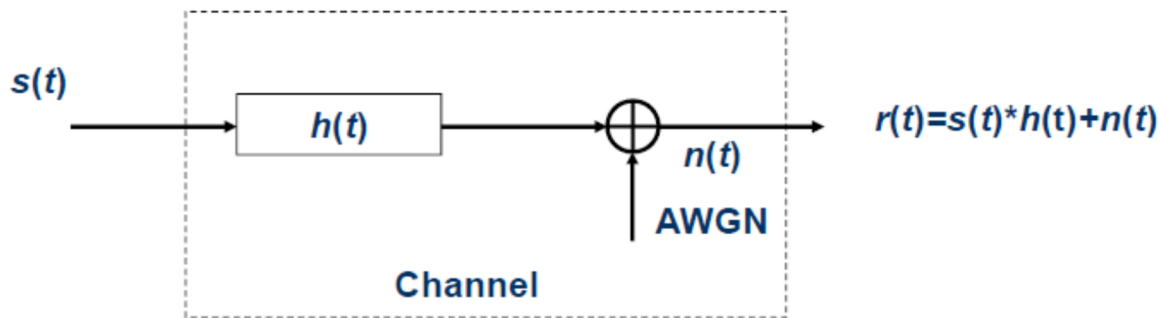 s(t)
h(t)
r(t)=s(t)*h(t)+n(t)
n(t)
AWGN
Channel